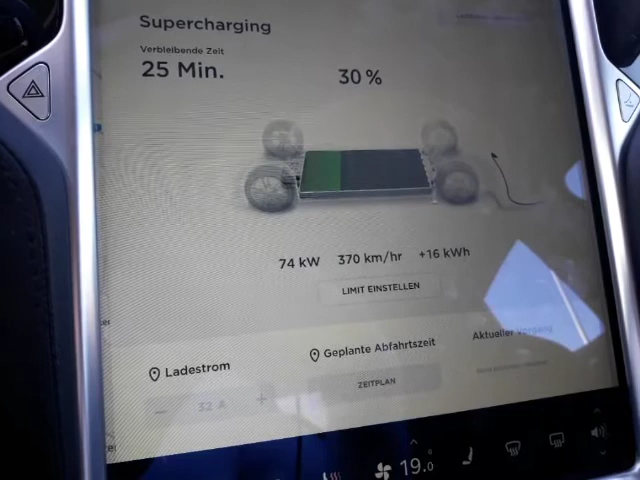 Supercharging
Verbleibende Zeit
25 Min.
30 %
74 kW 370 km/hr +16 kWh
LIMIT EINSTELLEN
Ladestrom
Geplante Abfahrtszeit
Aktueller Vorgang
ZEITPLAN
32 A
19.0